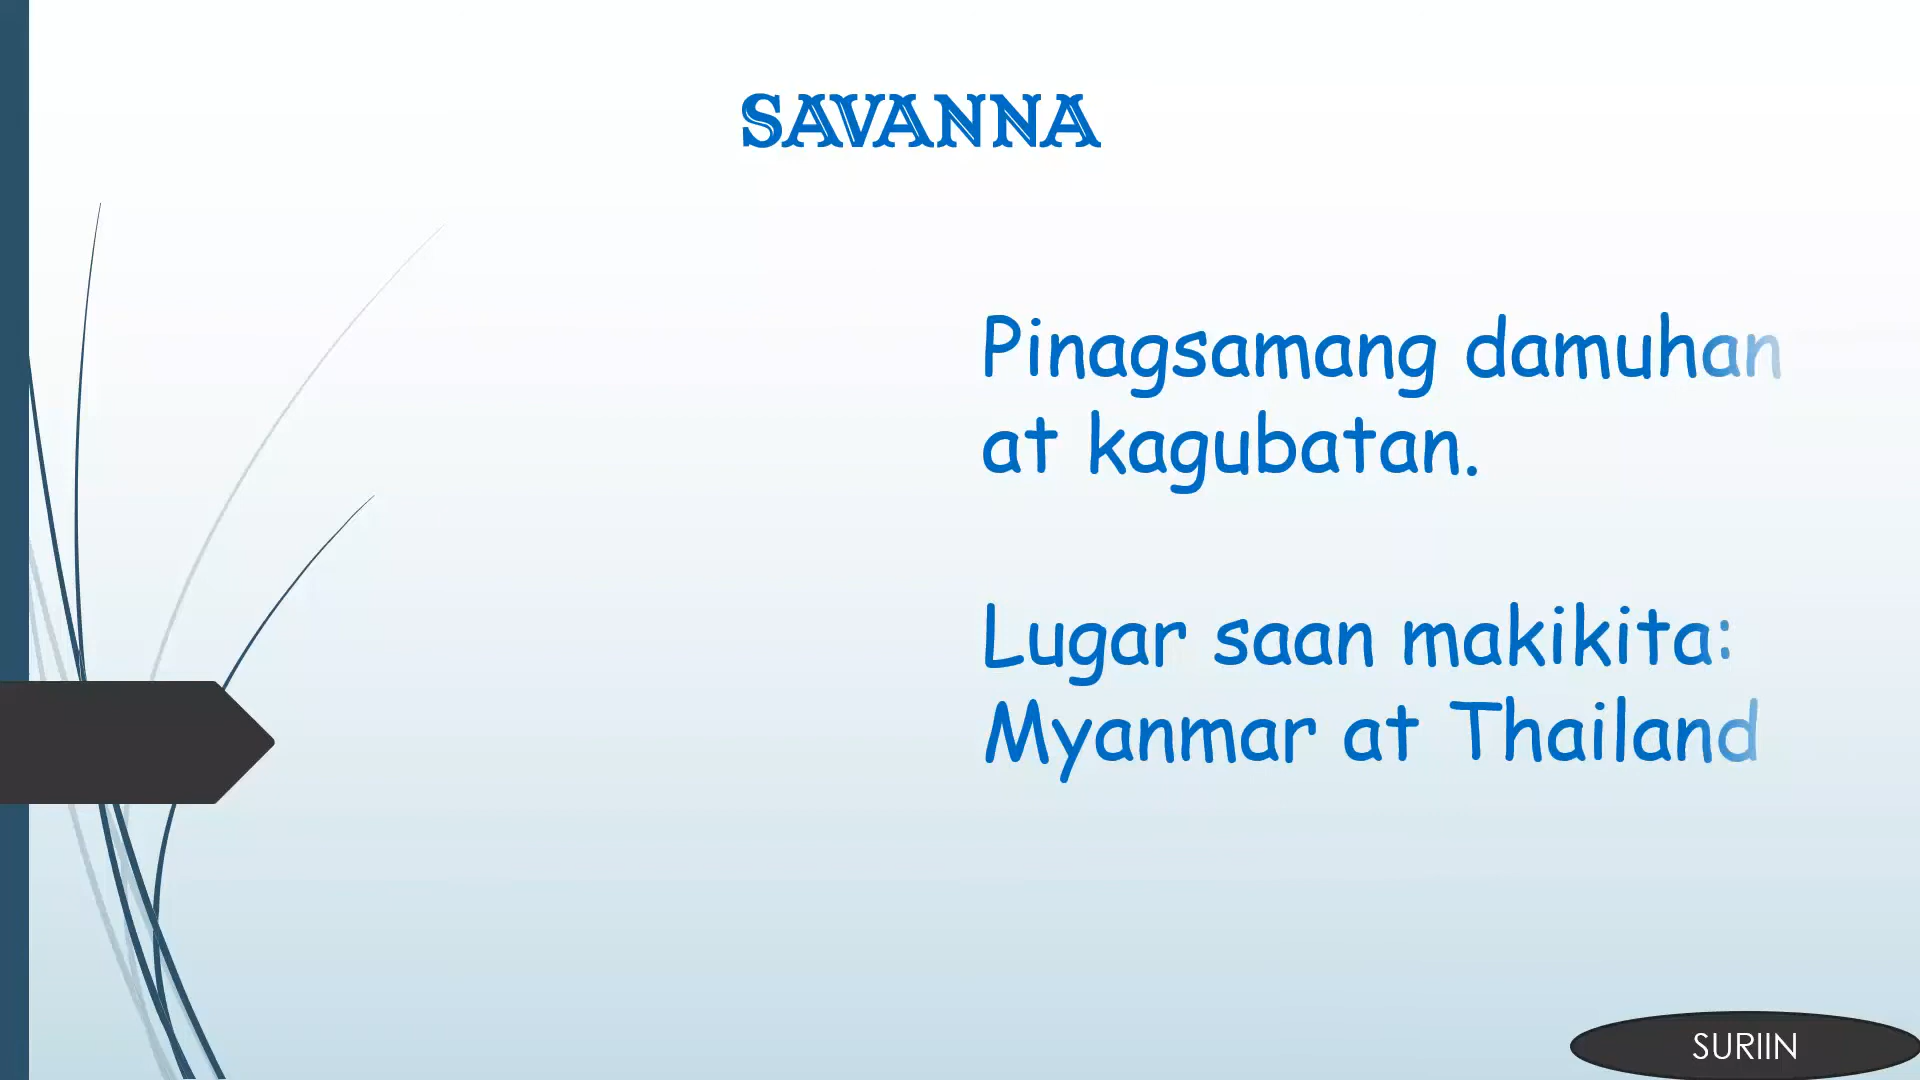 SAVANNA
Pinagsamang damuhan
at kagubatan.
Lugar saan makikita:
Myanmar at Thailand
SURIIN